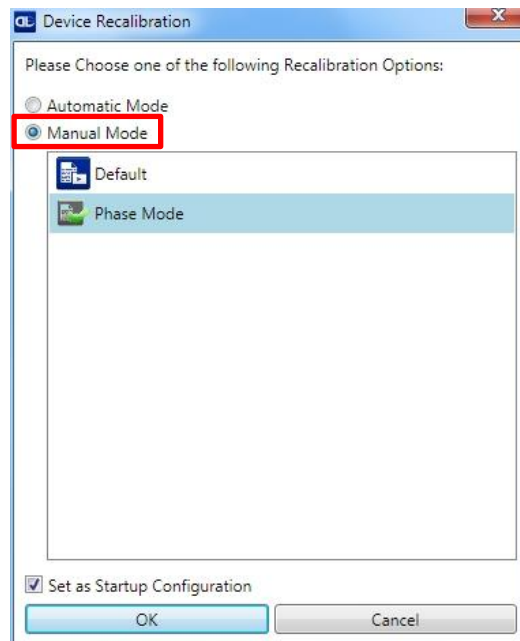 Device Recalibration
Please Choose one of the following Recalibration Options:
Automatic Mode
Manual Mode
Default
Phase Mode
Set as Startup Configuration
OK
Cancel